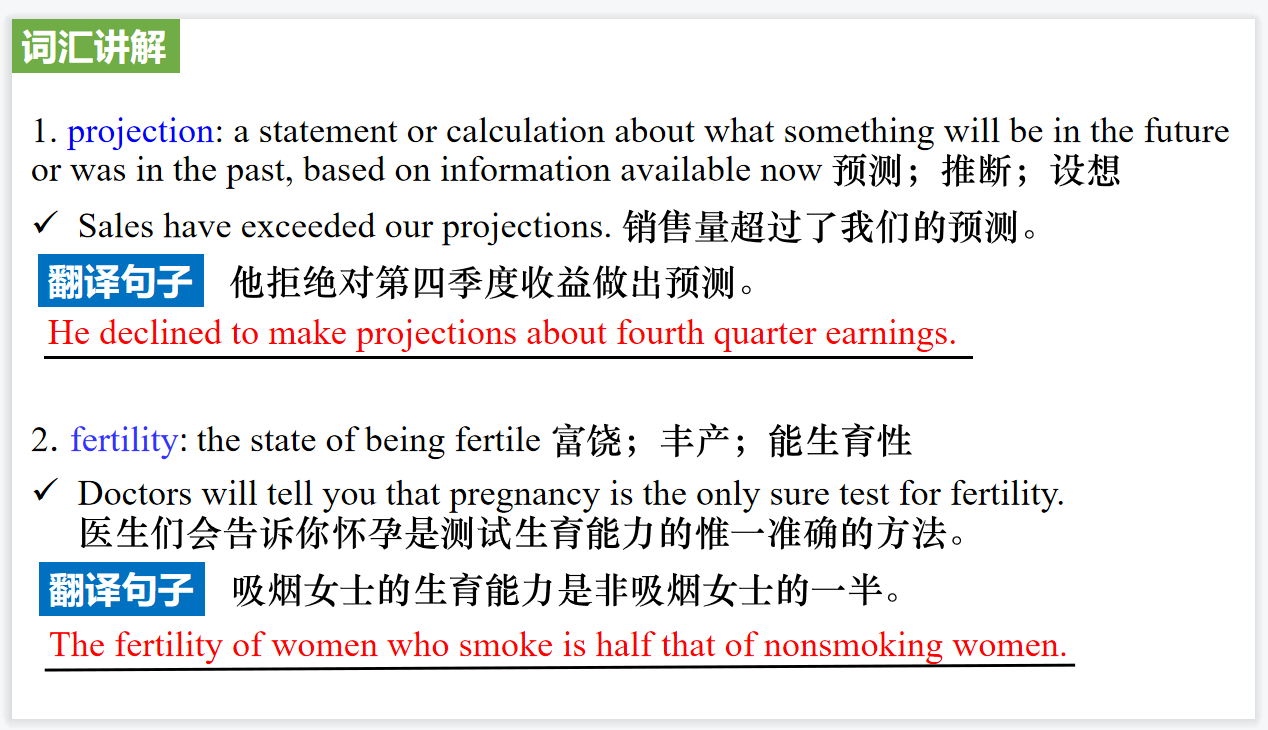 词汇讲解
1. projection: a statement or calculation about what something will be in the future
or was in the past, based on information available now 预测；推断；设想
✓ Sales have exceeded our projections. 销售量超过了我们的预测。
翻译句子 他拒绝对第四季度收益做出预测。
He declined to make projections about fourth quarter earnings.
2. fertility: the state of being fertile 富饶；丰产；能生育性
✓ Doctors will tell you that pregnancy is the only sure test for fertility.
医生们会告诉你怀孕是测试生育能力的惟一准确的方法。
翻译句子 吸烟女士的生育能力是非吸烟女士的一半。
The fertility of women who smoke is half that of nonsmoking women.